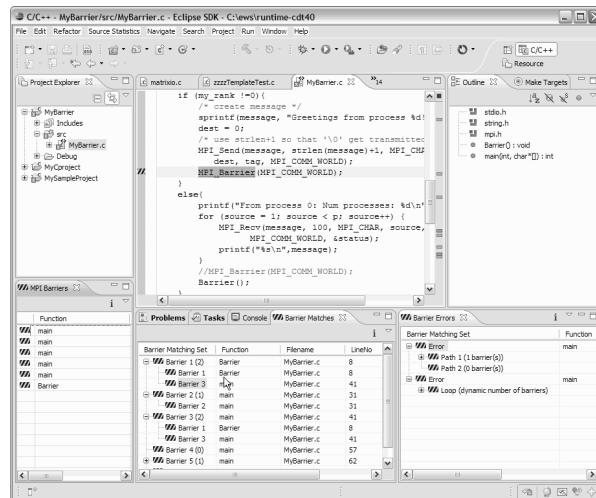 C/C++ - MyBarrier/src/MyBarrier.c - Eclipse SDK - C:\ews\runtime-cdt40
File Edit Refactor Source Statistics Navigate Search Project Run Window Help
C/C++
Resource
Project Explorer
MyBarrier
Includes
src
MyBarrier.c
Debug
MyCproject
MySampleProject
matrixio.c
zzzzTemplateTest.c
MyBarrier.c
»14
if (my_rank !=0){
/* create message */
sprintf(message, "Greetings from process %d!
dest = 0;
/* use strlen+1 so that '\0' get transmitted
MPI_Send(message, strlen(message)+1, MPI_CHA
dest, tag, MPI_COMM_WORLD);
MPI_Barrier(MPI_COMM_WORLD);
}
else{
printf("From process 0: Num processes: %d\n"
for (source = 1; source < p; source++) {
MPI_Recv(message, 100, MPI_CHAR, source,
MPI_COMM_WORLD, &status);
printf("%s\n",message);
}
//MPI_Barrier(MPI_COMM_WORLD);
Barrier();
}
Outline
Make Targets
stdio.h
string.h
mpi.h
Barrier() : void
main(int, char*[]) : int
MPI Barriers
Function
main
main
main
main
main
Barrier
Problems
Tasks
Console
Barrier Matches
Barrier Matching Set Function Filename LineNo
Barrier 1 (2) Barrier MyBarrier.c 8
Barrier 1 Barrier MyBarrier.c 8
Barrier 3 main MyBarrier.c 41
Barrier 2 (1) main MyBarrier.c 31
Barrier 2 main MyBarrier.c 31
Barrier 3 (2) main MyBarrier.c 41
Barrier 1 Barrier MyBarrier.c 8
Barrier 3 main MyBarrier.c 41
Barrier 4 (0) main MyBarrier.c 57
Barrier 5 (1) main MyBarrier.c 62
Barrier Errors
Barrier Matching Set Function
Error main
Path 1 (1 barrier(s))
Path 2 (0 barrier(s))
Error main
Loop (dynamic number of barriers)